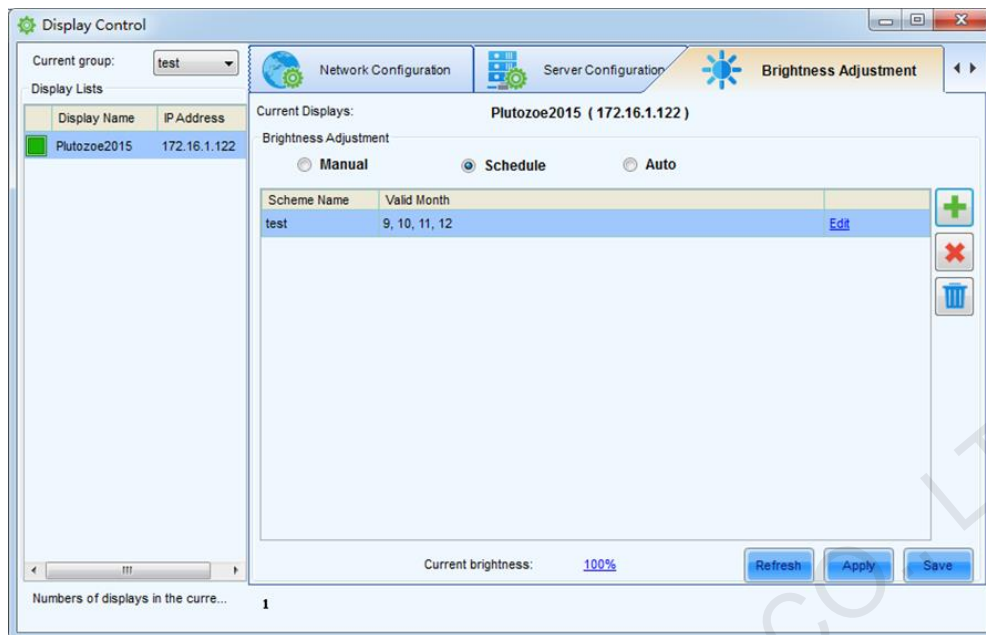 Display Control
Current group: test
Display Lists
Display Name IP Address
Plutozoe2015 172.16.1.122
Numbers of displays in the curre... 1
Network Configuration Server Configuration Brightness Adjustment
Current Displays: Plutozoe2015 ( 172.16.1.122 )
Brightness Adjustment
Manual Schedule Auto
Scheme Name Valid Month
test 9, 10, 11, 12 Edit
Current brightness: 100% Refresh Apply Save
CO., LT